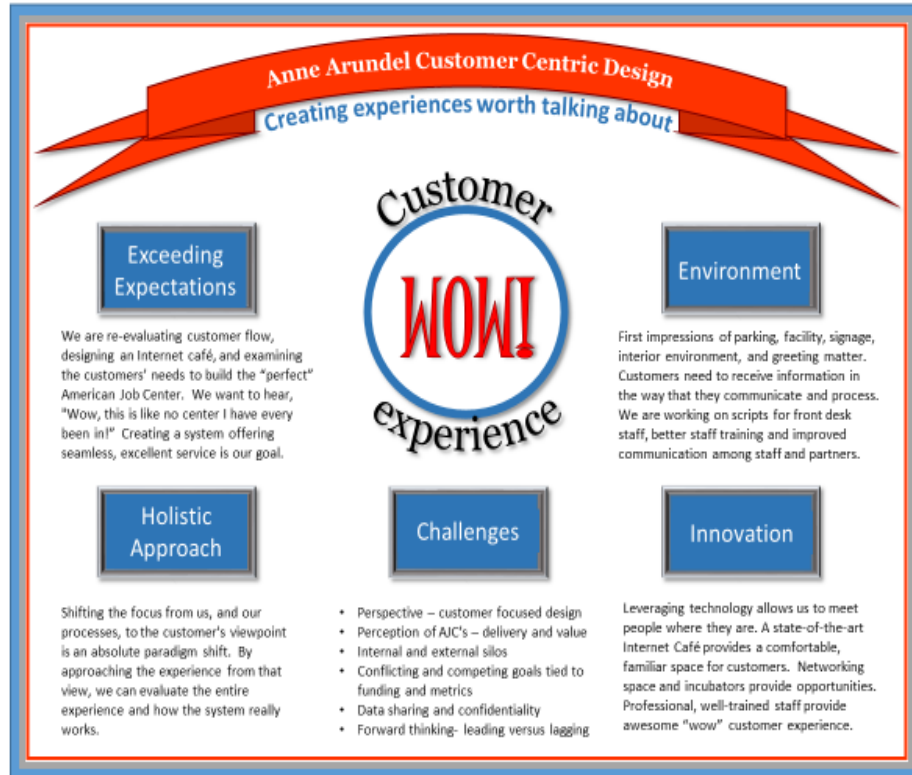 Anne Arundel Customer Centric Design
Creating experiences worth talking about
Customer
WOW!
experience
Exceeding
Expectations
We are re-evaluating customer flow,
designing an Internet café, and examining
the customers' needs to build the “perfect”
American Job Center.  We want to hear,
"Wow, this is like no center I have every
been in!”  Creating a system offering
seamless, excellent service is our goal.
Environment
First impressions of parking, facility, signage,
interior environment, and greeting matter.
Customers need to receive information in
the way that they communicate and process.
We are working on scripts for front desk
staff, better staff training and improved
communication among staff and partners.
Holistic
Approach
Shifting the focus from us, and our
processes, to the customer's viewpoint
is an absolute paradigm shift.  By
approaching the experience from that
view, we can evaluate the entire
experience and how the system really
works.
Challenges
• Perspective – customer focused design
• Perception of AJC's – delivery and value
• Internal and external silos
• Conflicting and competing goals tied to
funding and metrics
• Data sharing and confidentiality
• Forward thinking- leading versus lagging
Innovation
Leveraging technology allows us to meet
people where they are. A state-of-the-art
Internet Café provides a comfortable,
familiar space for customers.  Networking
space and incubators provide opportunities.
Professional, well-trained staff provide
awesome “wow” customer experience.